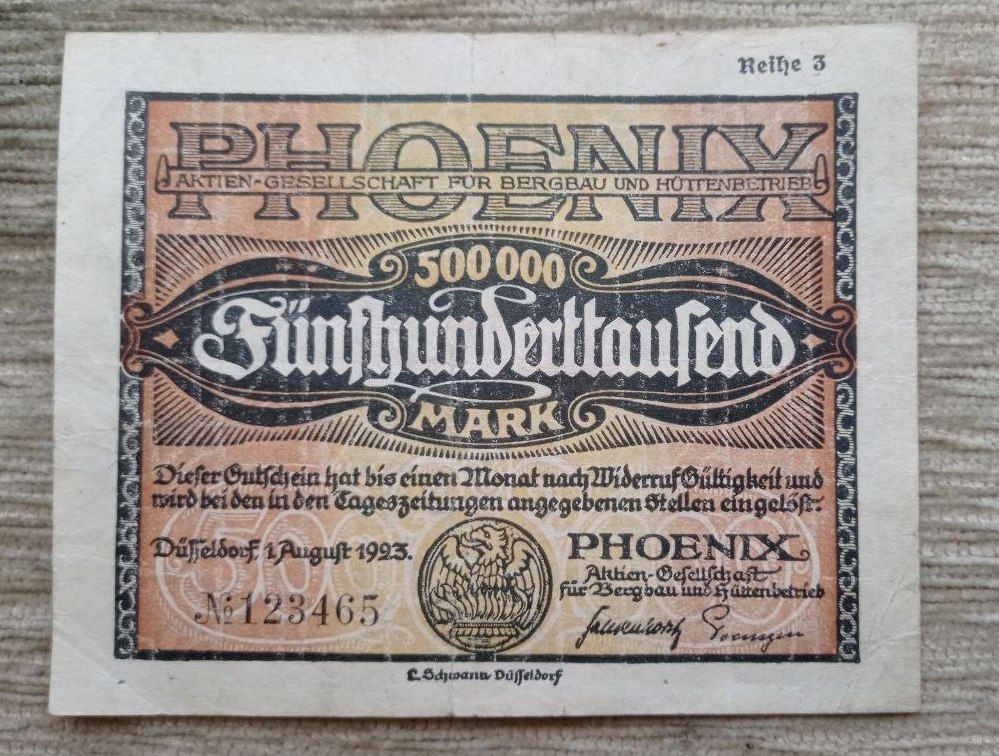 Reihe 3
PHOENIX
AKTIEN-GESELLSCHAFT FÜR BERGBAU UND HÜTTENBETRIEB
500000
Fünfhunderttausend
MARK
Dieser Gutschein hat bis einen Monat nach Widerruf Gültigkeit und
wird bei den in den Tageszeitungen angegebenen Stellen eingelöst.
Düsseldorf, 1. August 1923.
PHOENIX
Aktien-Gesellschaft
für Bergbau und Hüttenbetrieb
№ 123465
L. Schwann Düsseldorf